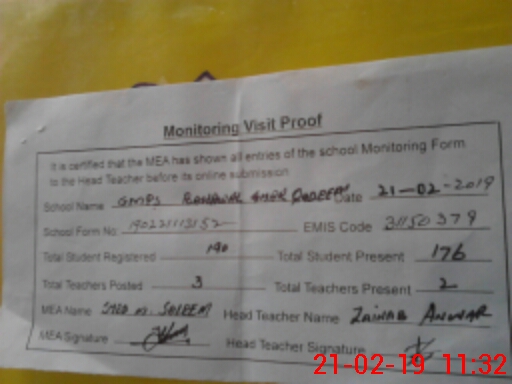 Monitoring Visit Proof
It is certified that the MEA has shown all entries of the school Monitoring Form
to the Head Teacher before its online submission
School Name GMPS Date 21-02-2019
School Form No: 190221113152 EMIS Code 31150379
Total Student Registered 190 Total Student Present 176
Total Teachers Posted 3 Total Teachers Present 2
MEA Name SYED M. SALEEM Head Teacher Name ZAINAB ANWAR
MEA Signature Head Teacher Signature
21-02-19 11:32